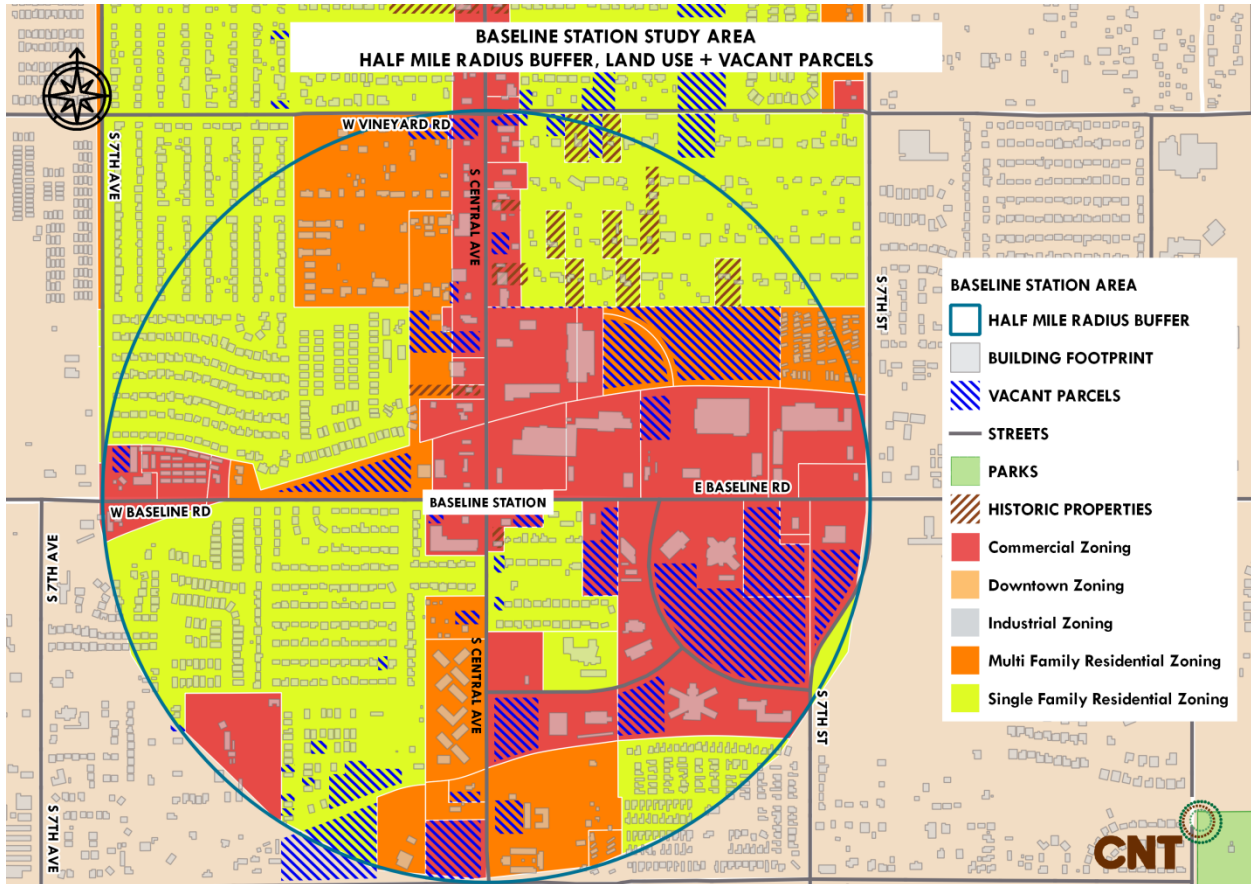 BASELINE STATION STUDY AREA
HALF MILE RADIUS BUFFER, LAND USE + VACANT PARCELS
W VINEYARD RD
S 7TH AVE
S CENTRAL AVE
S 7TH ST
BASELINE STATION AREA
HALF MILE RADIUS BUFFER
BUILDING FOOTPRINT
VACANT PARCELS
STREETS
PARKS
HISTORIC PROPERTIES
Commercial Zoning
Downtown Zoning
Industrial Zoning
Multi Family Residential Zoning
Single Family Residential Zoning
E BASELINE RD
BASELINE STATION
W BASELINE RD
S 7TH AVE
S CENTRAL AVE
S 7TH ST
S 7TH AVE
CNT